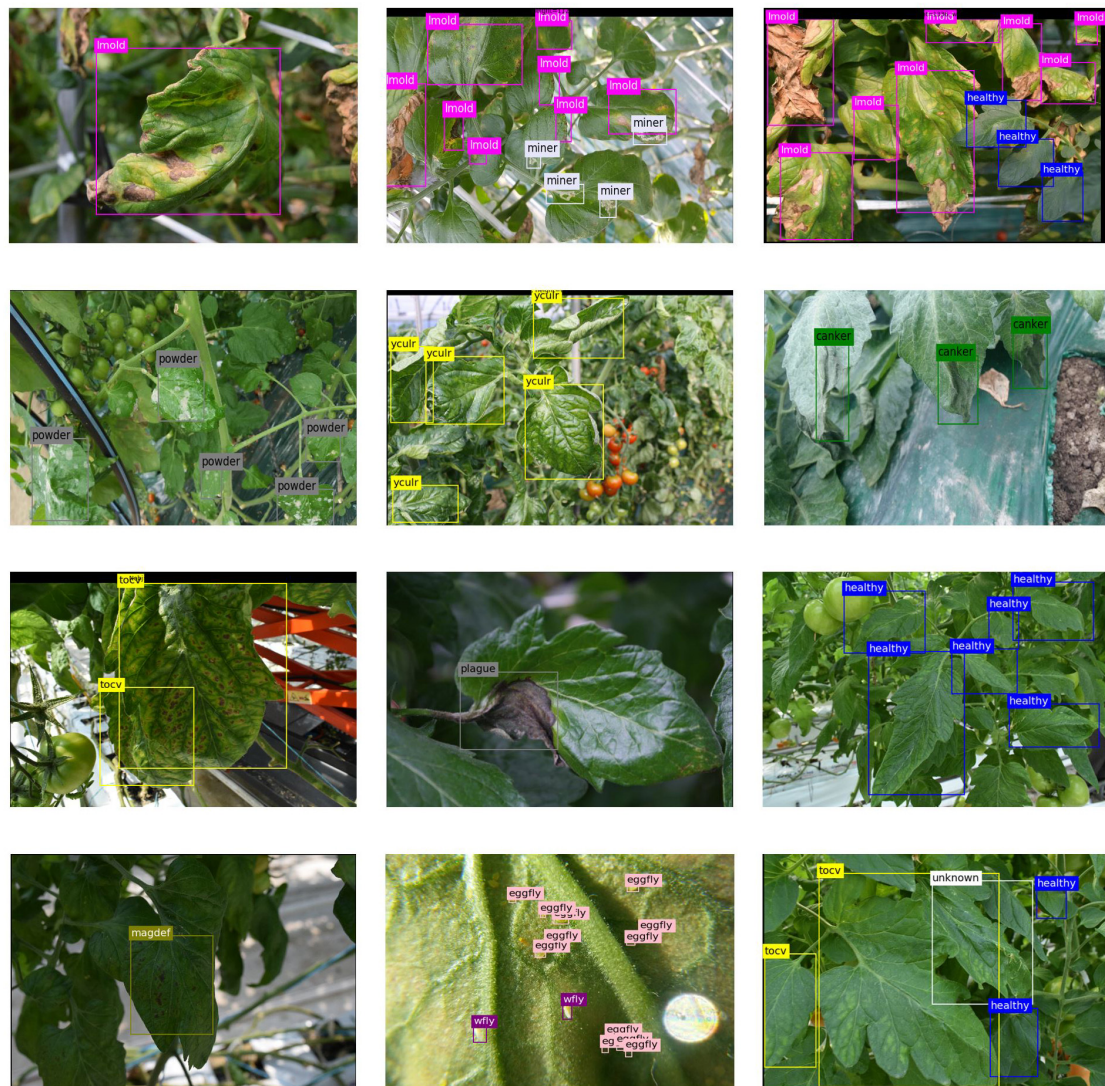 lmold
lmold
lmold
lmold
lmold
lmold
lmold
lmold
lmold
miner
miner
miner
miner
lmold
lmold
lmold
lmold
lmold
lmold
lmold
lmold
healthy
healthy
healthy
powder
powder
powder
powder
powder
yculr
yculr
yculr
yculr
yculr
canker
canker
canker
tocv
tocv
plague
healthy
healthy
healthy
healthy
healthy
healthy
magdef
eggfly
eggfly
eggfly
eggfly
eggfly
eggfly
eggfly
wfly
wfly
eggfly
eggfly
tocv
unknown
healthy
tocv
healthy